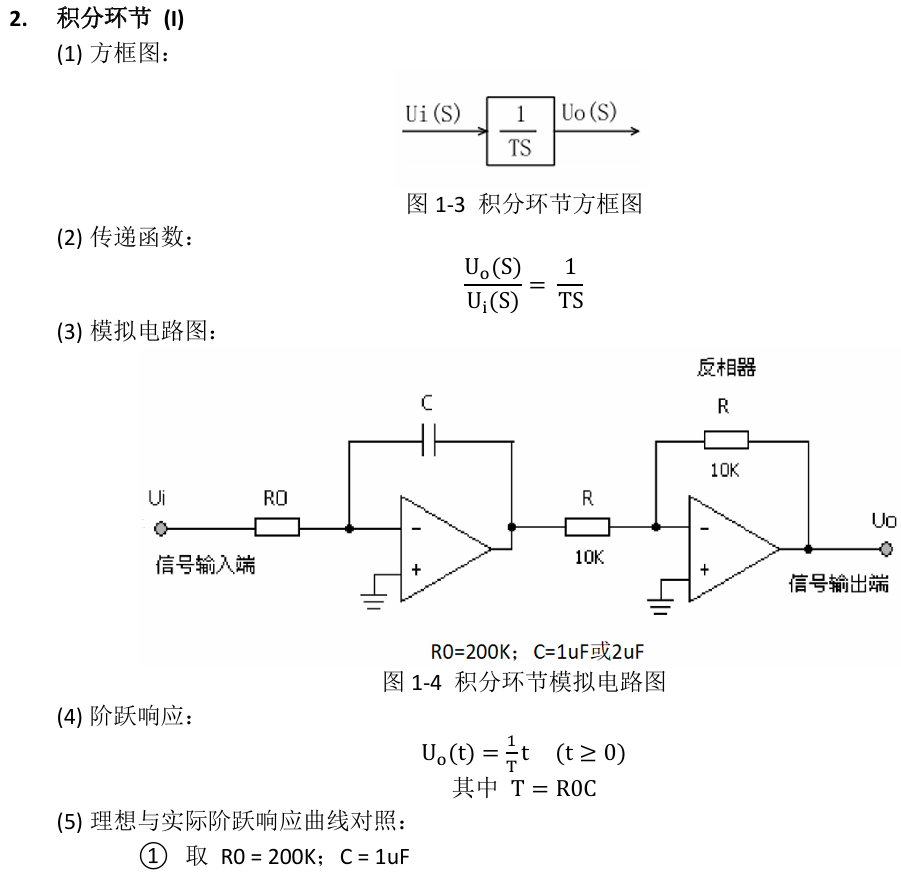 2. 积分环节 (I)
(1) 方框图：
Ui(S) 1/TS Uo(S)
图 1-3 积分环节方框图
(2) 传递函数：
Uₒ(S)/Uᵢ(S) = 1/TS
(3) 模拟电路图：
反相器
C R
10K
Ui R0 R
Uo
信号输入端 10K
信号输出端
- +
- +
R0=200K；C=1uF或2uF
图 1-4 积分环节模拟电路图
(4) 阶跃响应：
Uₒ(t) = 1/T t (t ≥ 0)
其中 T = R0C
(5) 理想与实际阶跃响应曲线对照：
① 取 R0 = 200K；C = 1uF